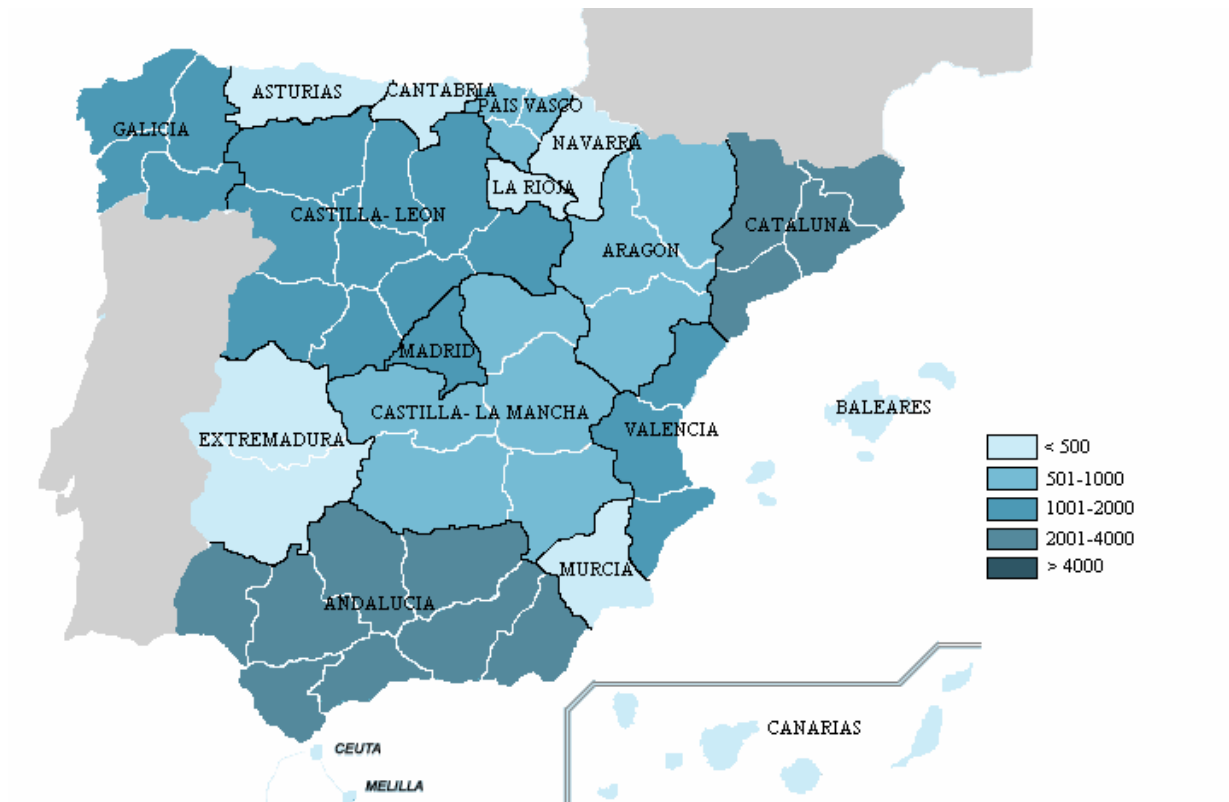 ASTURIAS
CANTABRIA
PAIS VASCO
GALICIA
NAVARRA
LA RIOJA
CASTILLA- LEON
CATALUNA
ARAGON
MADRID
BALEARES
CASTILLA- LA MANCHA
VALENCIA
EXTREMADURA
< 500
501-1000
1001-2000
2001-4000
> 4000
MURCIA
ANDALUCIA
CANARIAS
CEUTA
MELILLA